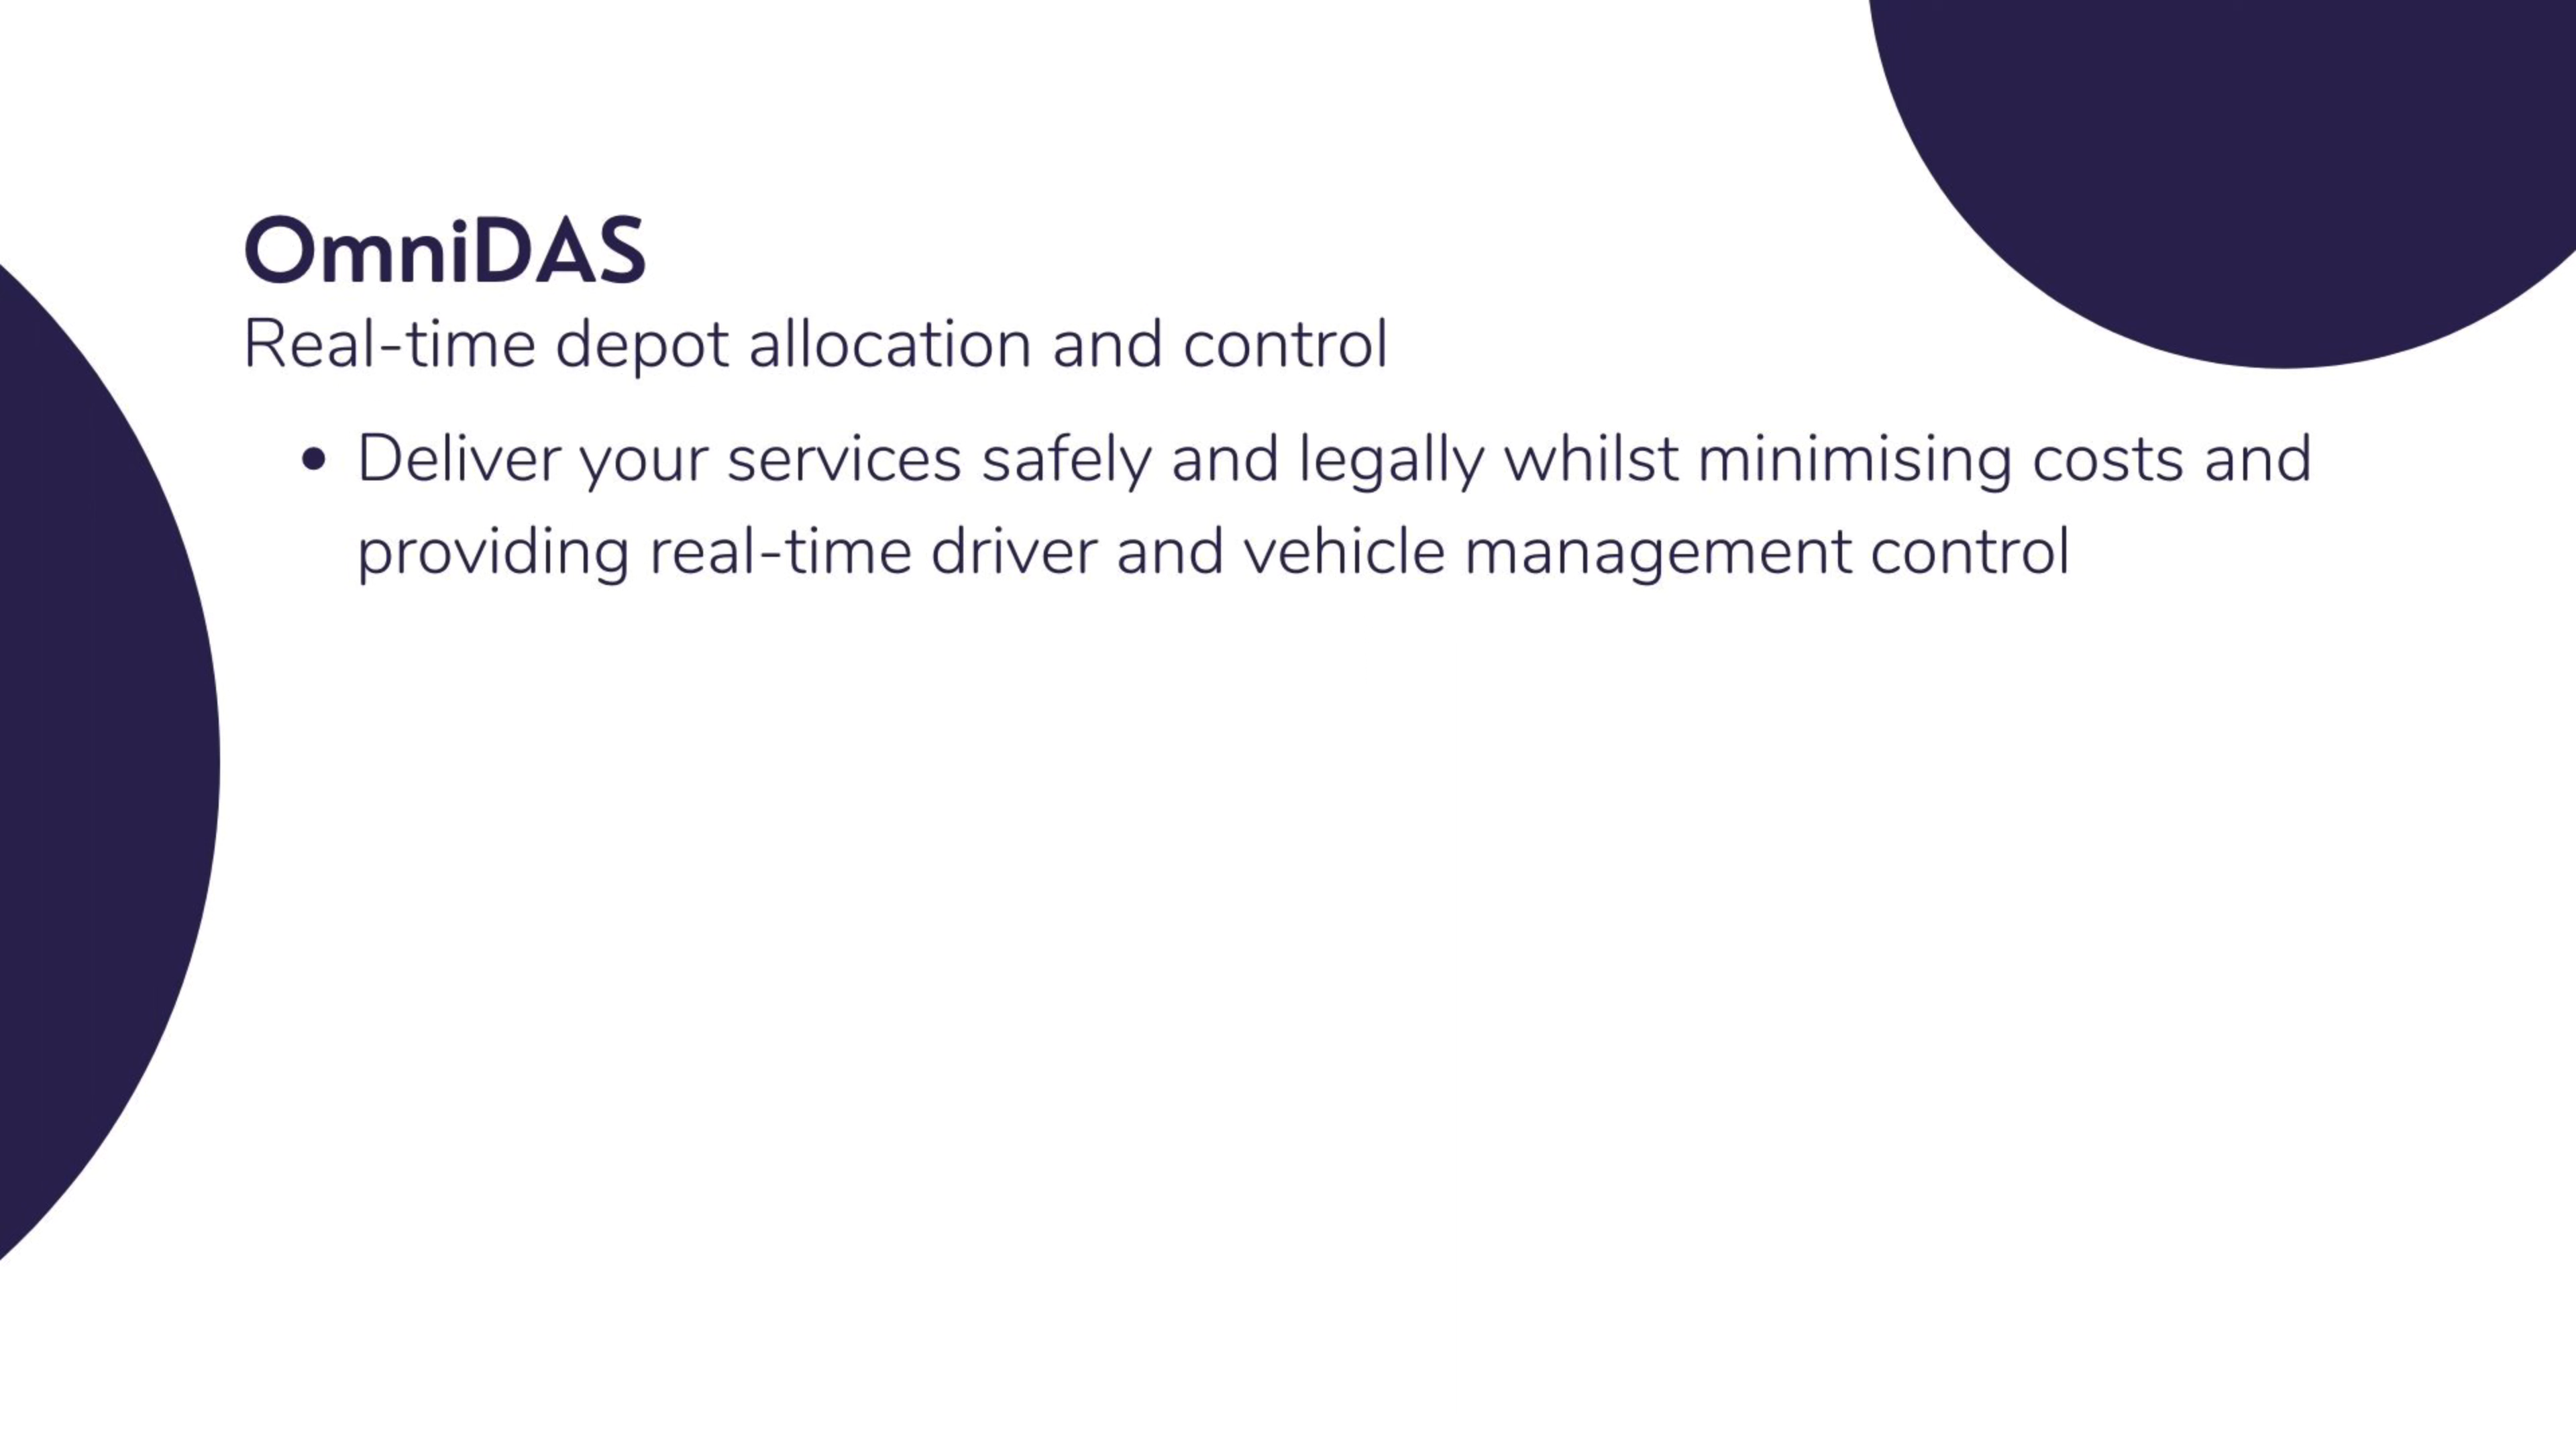 OmniDAS
Real-time depot allocation and control
• Deliver your services safely and legally whilst minimising costs and
providing real-time driver and vehicle management control